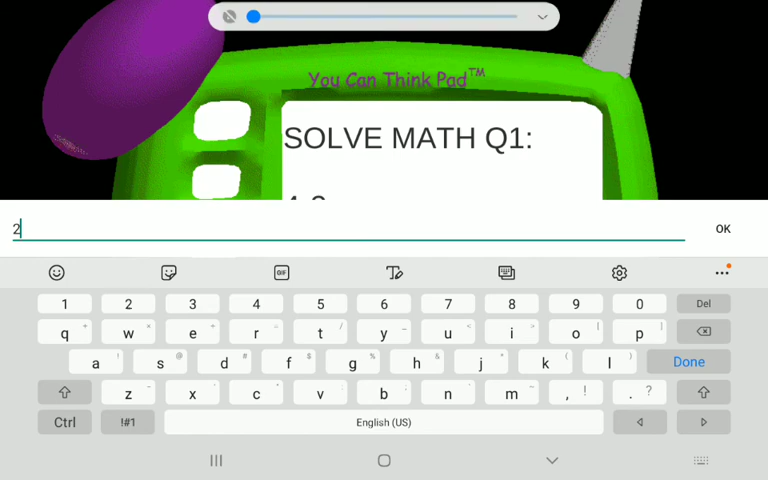 You Can Think Pad™
SOLVE MATH Q1:
2
OK
GIF
1 2 3 4 5 6 7 8 9 0 Del
q w e r t y u i o p
a s d f g h j k l Done
z x c v b n m , ! . ?
Ctrl !#1 English (US)